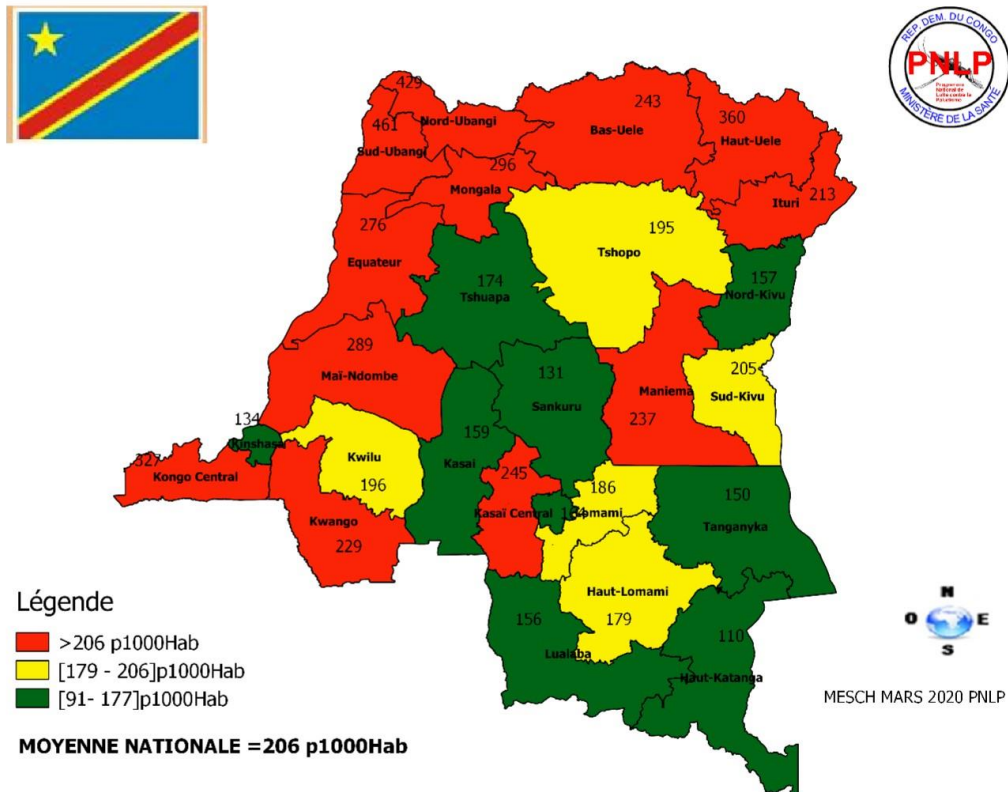 REP. DEM. DU CONGO
PNLP
Programme
National de
Lutte contre le
Paludisme
MINISTÈRE DE LA SANTÉ
429
Nord-Ubangi
461
Sud-Ubangi
243
Bas-Uele
360
Haut-Uele
296
Mongala
213
Ituri
276
Equateur
195
Tshopo
174
Tshuapa
157
Nord-Kivu
289
Maï-Ndombe
131
Sankuru
205
Sud-Kivu
Maniema
237
134
Kinshasa
327
Kongo Central
Kwilu
196
159
Kasai
245
Kasaï Central
186
Lomami
150
Tanganyka
Kwango
229
Haut-Lomami
179
156
Lualaba
110
Haut-Katanga
Légende
>206 p1000Hab
[179 - 206]p1000Hab
[91- 177]p1000Hab
MOYENNE NATIONALE =206 p1000Hab
N
O E
S
MESCH MARS 2020 PNLP